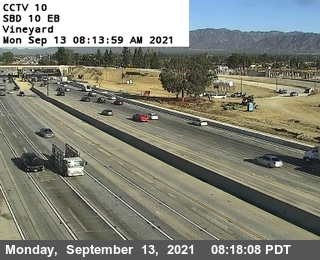 CCTV 10
SBD 10 EB
Vineyard
Mon Sep 13 08:13:59 AM 2021
Monday, September 13, 2021 08:18:08 PDT